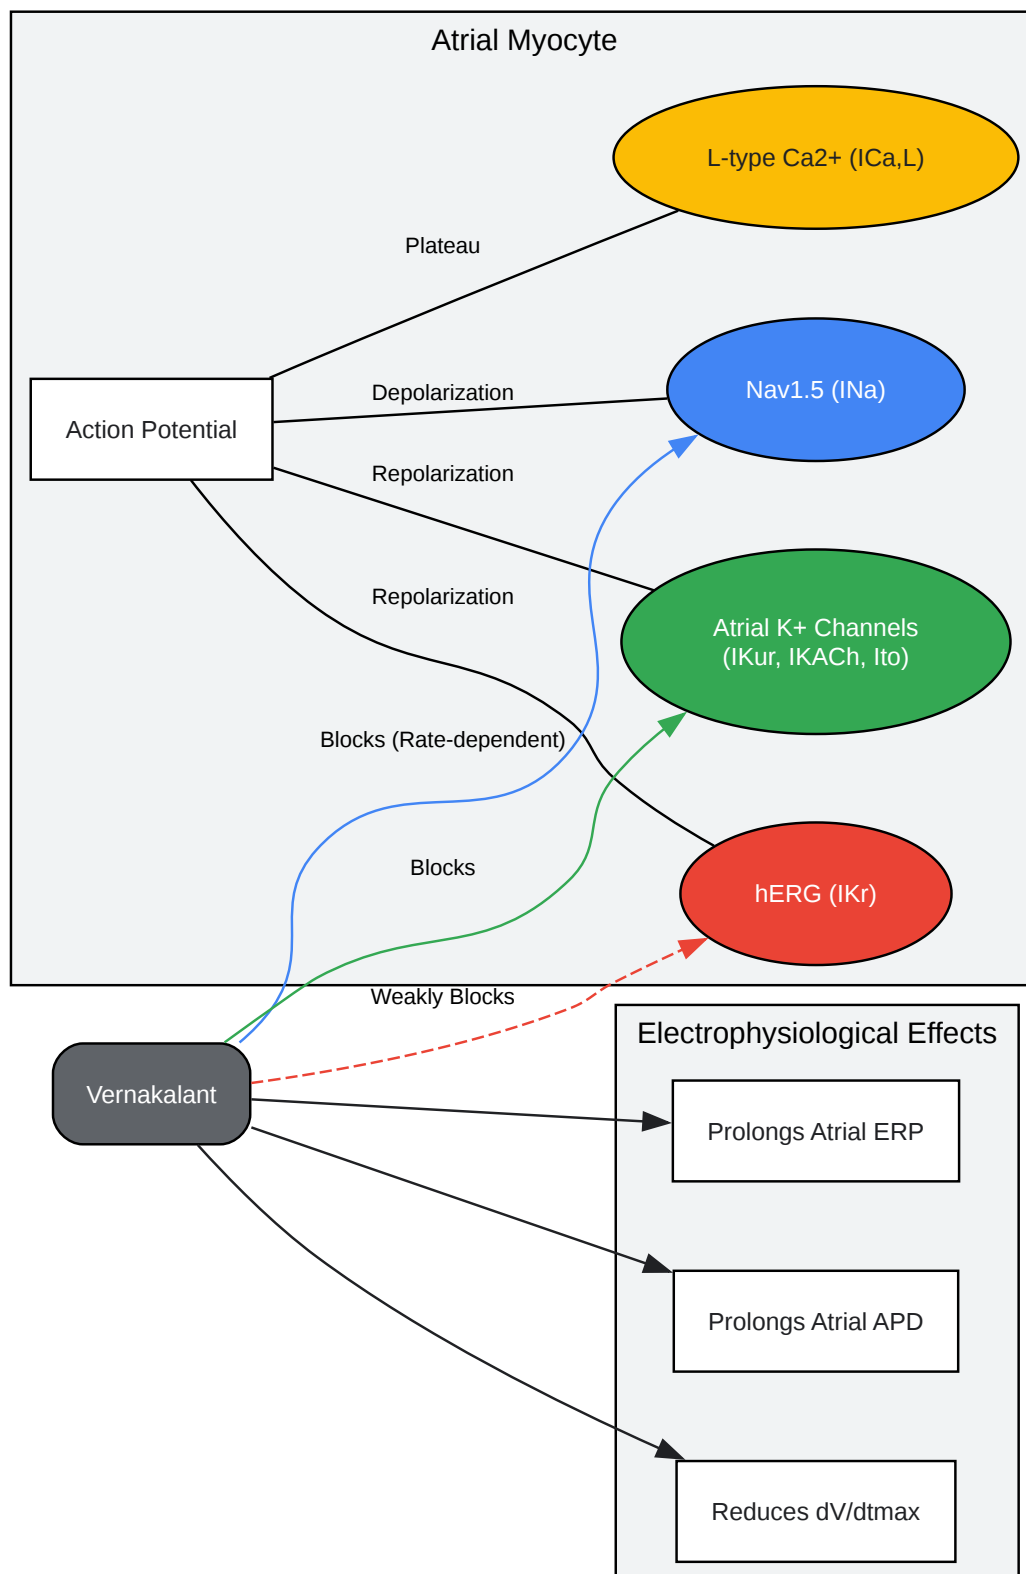 Atrial Myocyte
L-type Ca2+ (ICa,L)
Plateau
Depolarization
Nav1.5 (INa)
Action Potential
Repolarization
Repolarization
Atrial K+ Channels
(IKur, IKACh, Ito)
Blocks (Rate-dependent)
Blocks
hERG (IKr)
Weakly Blocks
Electrophysiological Effects
Vernakalant
Prolongs Atrial ERP
Prolongs Atrial APD
Reduces dV/dtmax